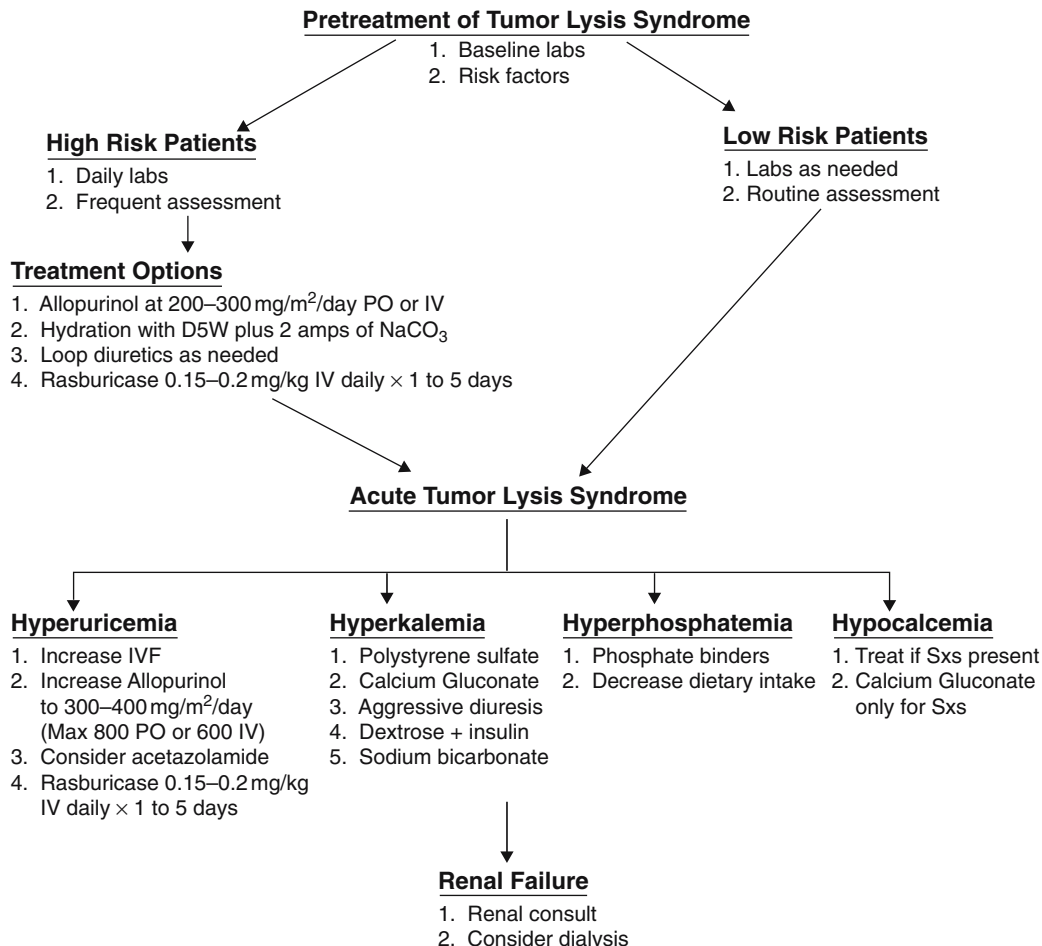 Pretreatment of Tumor Lysis Syndrome
1. Baseline labs
2. Risk factors
High Risk Patients
1. Daily labs
2. Frequent assessment
Low Risk Patients
1. Labs as needed
2. Routine assessment
Treatment Options
1. Allopurinol at 200–300 mg/m²/day PO or IV
2. Hydration with D5W plus 2 amps of NaCO₃
3. Loop diuretics as needed
4. Rasburicase 0.15–0.2 mg/kg IV daily × 1 to 5 days
Acute Tumor Lysis Syndrome
Hyperuricemia
1. Increase IVF
2. Increase Allopurinol
to 300–400 mg/m²/day
(Max 800 PO or 600 IV)
3. Consider acetazolamide
4. Rasburicase 0.15–0.2 mg/kg
IV daily × 1 to 5 days
Hyperkalemia
1. Polystyrene sulfate
2. Calcium Gluconate
3. Aggressive diuresis
4. Dextrose + insulin
5. Sodium bicarbonate
Hyperphosphatemia
1. Phosphate binders
2. Decrease dietary intake
Hypocalcemia
1. Treat if Sxs present
2. Calcium Gluconate
only for Sxs
Renal Failure
1. Renal consult
2. Consider dialysis